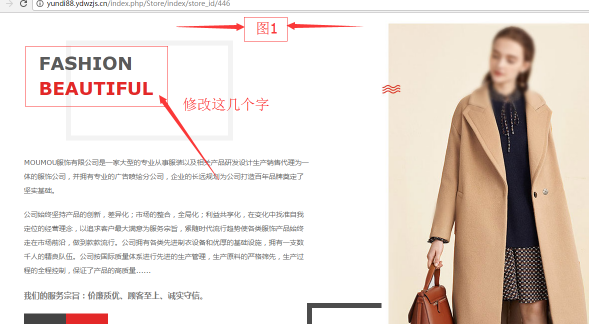 yundi88.ydwzjs.cn/index.php/Store/index/store_id/446
图1
FASHION
BEAUTIFUL
修改这几个字
MOUMOU服饰有限公司是一家大型的专业从事服装以及相关产品研发设计生产销售代理为一
体的服饰公司，并拥有专业的广告喷绘分公司，企业的长远规划为公司打造百年品牌奠定了
坚实基础。
公司始终坚持产品的创新，差异化；市场的整合，全局化；利益共享化，在变化中找准自我
定位的经营理念，以追求客户最大满意为服务宗旨，紧随时代流行趋势使各类服饰产品始终
走在市场前沿，做到款款流行。公司拥有各类先进制衣设备和优厚的基础设施，拥有一支数
千人的精良队伍。公司按国际质量体系进行先进的生产管理，生产原料的严格筛先，生产过
程的全程控制，保证了产品的高质量......
我们的服务宗旨：价廉质优、顾客至上、诚实守信。